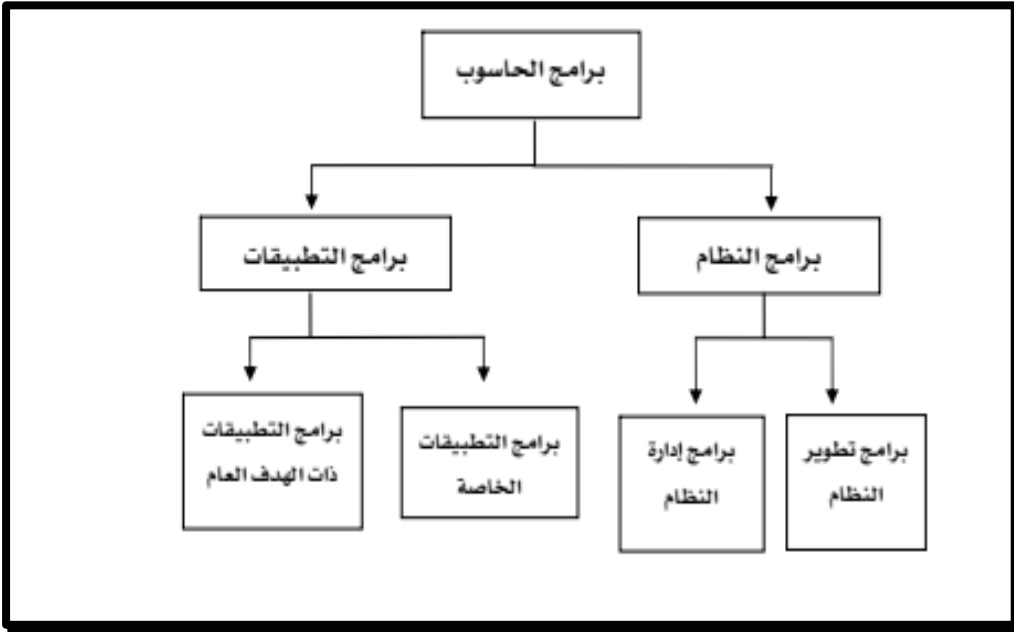 برامج الحاسوب
برامج النظام
برامج التطبيقات
برامج تطوير
النظام
برامج إدارة
النظام
برامج التطبيقات
الخاصة
برامج التطبيقات
ذات الهدف العام